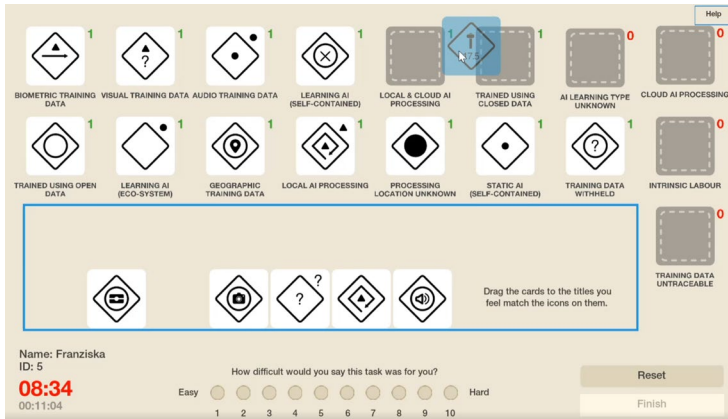 Help
1 1 1 1 1 1 0 0
17.5
BIOMETRIC TRAINING DATA
VISUAL TRAINING DATA
AUDIO TRAINING DATA
LEARNING AI (SELF-CONTAINED)
LOCAL & CLOUD AI PROCESSING
TRAINED USING CLOSED DATA
AI LEARNING TYPE UNKNOWN
CLOUD AI PROCESSING
1 1 1 1 1 1 1 0
TRAINED USING OPEN DATA
LEARNING AI (ECO-SYSTEM)
GEOGRAPHIC TRAINING DATA
LOCAL AI PROCESSING
PROCESSING LOCATION UNKNOWN
STATIC AI (SELF-CONTAINED)
TRAINING DATA WITHHELD
INTRINSIC LABOUR
0
TRAINING DATA UNTRACEABLE
? ?
Drag the cards to the titles you
feel match the icons on them.
Name: Franziska
ID: 5
08:34
00:11:04
How difficult would you say this task was for you?
Easy Hard
1 2 3 4 5 6 7 8 9 10
Reset
Finish